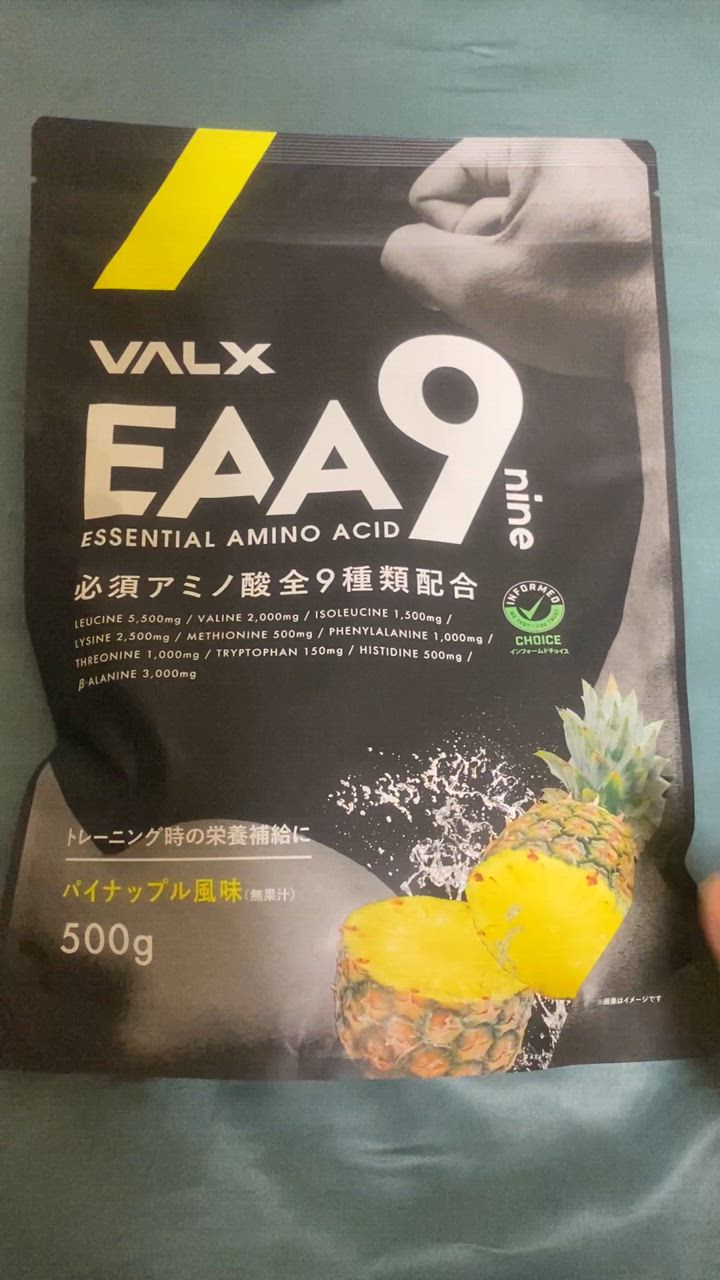 VALX
EAA9
nine
ESSENTIAL AMINO ACID
必須アミノ酸全9種類配合
LEUCINE 5,500mg / VALINE 2,000mg / ISOLEUCINE 1,500mg /
LYSINE 2,500mg / METHIONINE 500mg / PHENYLALANINE 1,000mg /
THREONINE 1,000mg / TRYPTOPHAN 150mg / HISTIDINE 500mg /
β-ALANINE 3,000mg
INFORMED
WE TEST · YOU TRUST
CHOICE
インフォームドチョイス
トレーニング時の栄養補給に
パイナップル風味(無果汁)
500g
※画像はイメージです